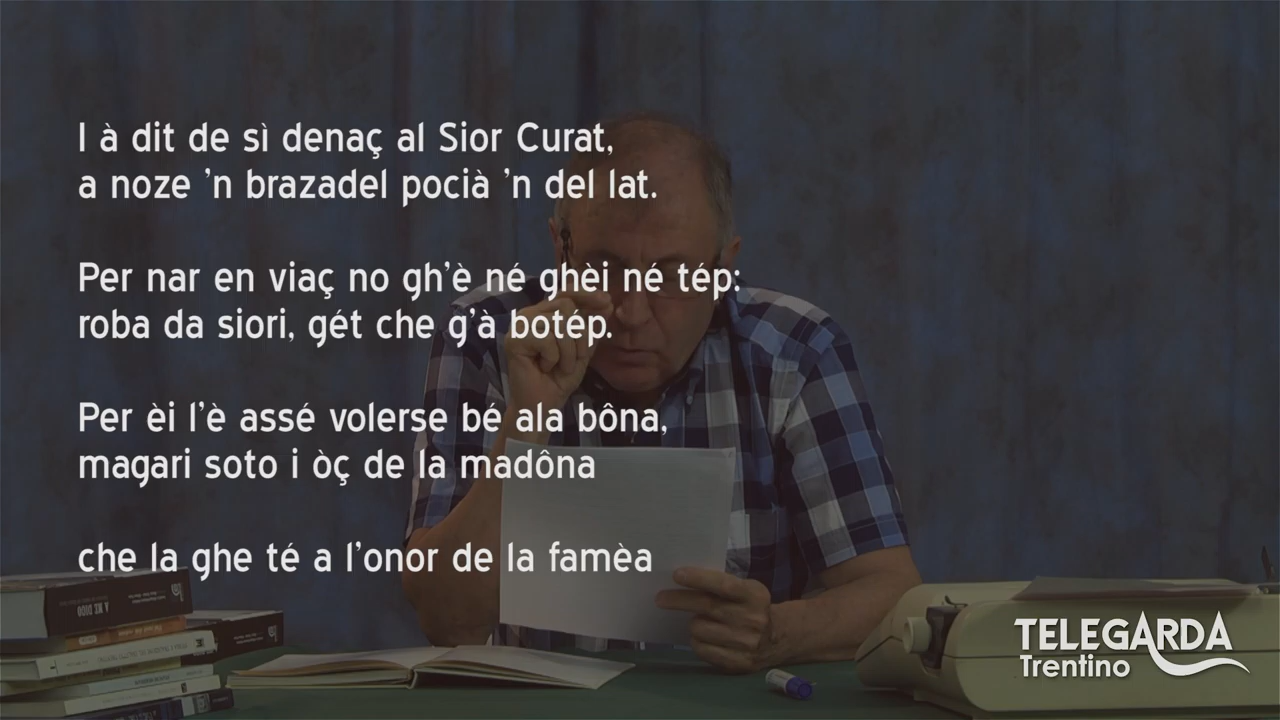 I à dit de sì denaç al Sior Curat,
a noze 'n brazadel pocià 'n del lat.
Per nar en viaç no gh'è né ghèi né tép:
roba da siori, gét che g'à botép.
Per èi l'è assé volerse bé ala bôna,
magari soto i òç de la madôna
che la ghe té a l'onor de la famèa
TELEGARDA
Trentino